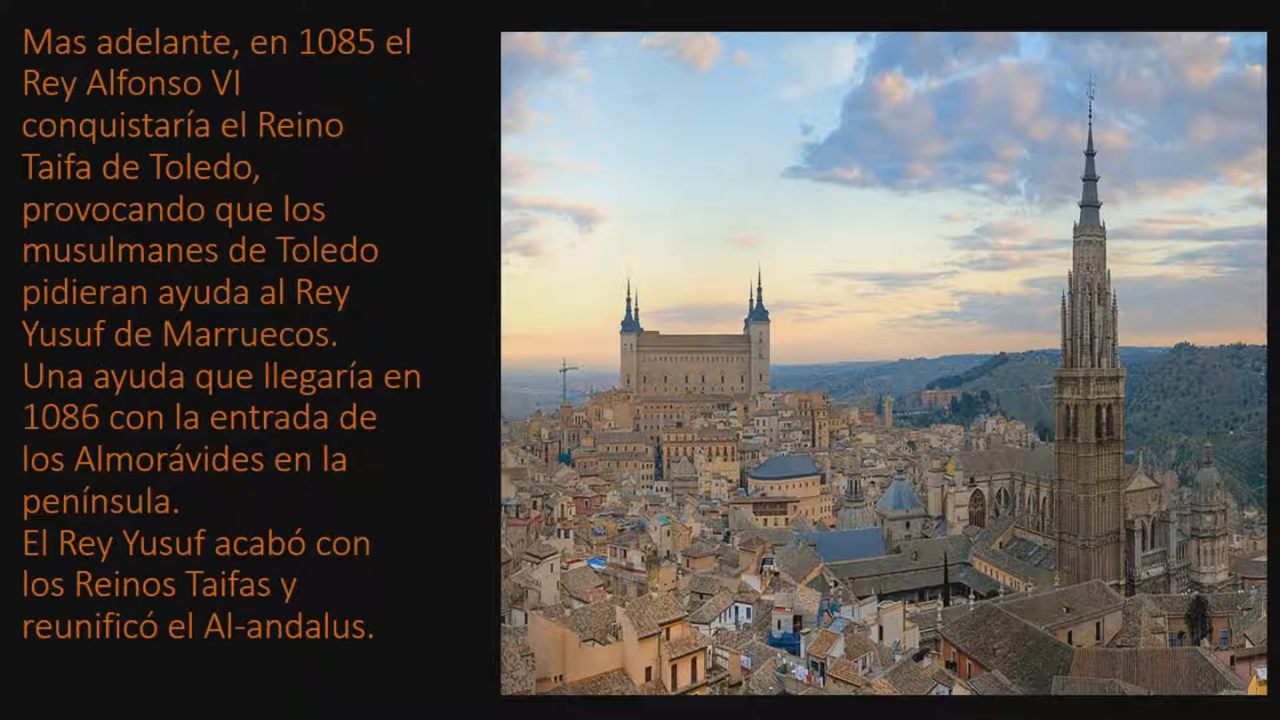 Mas adelante, en 1085 el
Rey Alfonso VI
conquistaría el Reino
Taifa de Toledo,
provocando que los
musulmanes de Toledo
pidieran ayuda al Rey
Yusuf de Marruecos.
Una ayuda que llegaría en
1086 con la entrada de
los Almorávides en la
península.
El Rey Yusuf acabó con
los Reinos Taifas y
reunificó el Al-andalus.